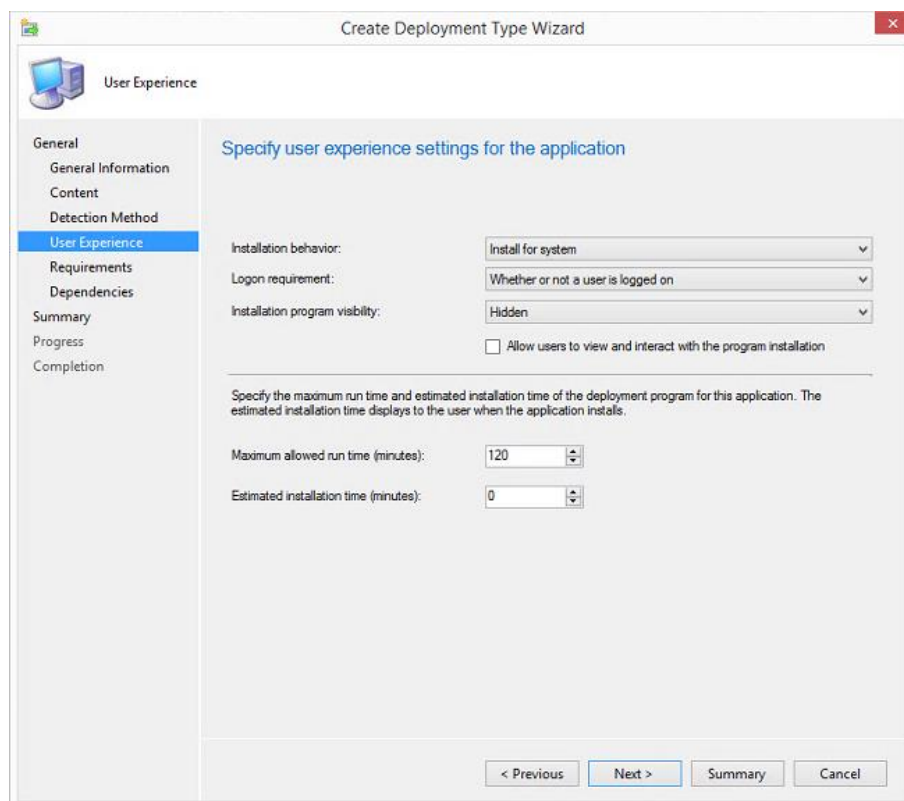 Create Deployment Type Wizard
User Experience
General
General Information
Content
Detection Method
User Experience
Requirements
Dependencies
Summary
Progress
Completion
Specify user experience settings for the application
Installation behavior: Install for system
Logon requirement: Whether or not a user is logged on
Installation program visibility: Hidden
Allow users to view and interact with the program installation
Specify the maximum run time and estimated installation time of the deployment program for this application. The
estimated installation time displays to the user when the application installs.
Maximum allowed run time (minutes): 120
Estimated installation time (minutes): 0
< Previous Next > Summary Cancel